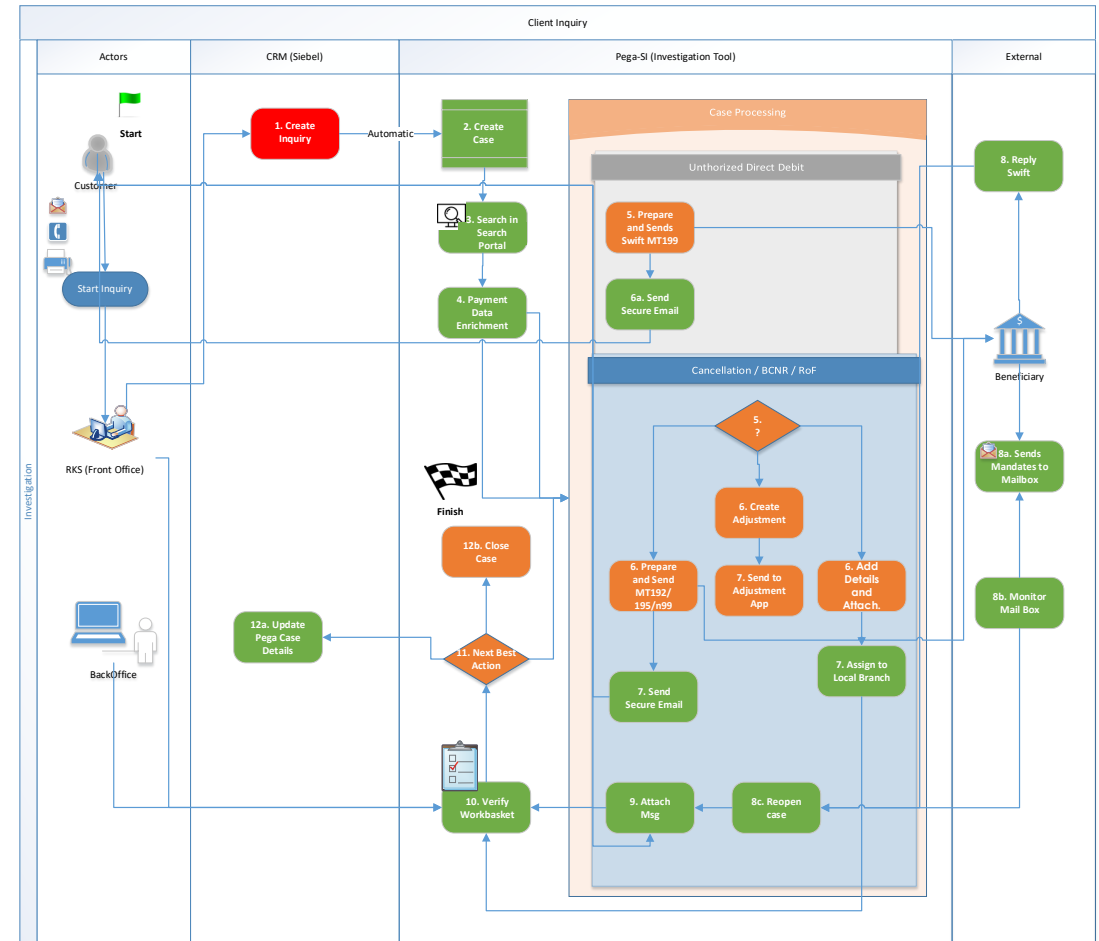 Client Inquiry
Actors
CRM (Siebel)
Pega-SI (Investigation Tool)
External
Investigation
Start
Customer
Start Inquiry
RKS (Front Office)
BackOffice
1. Create
Inquiry
Automatic
2. Create
Case
3. Search in
Search
Portal
4. Payment
Data
Enrichment
Case Processing
Unthorized Direct Debit
5. Prepare
and Sends
Swift MT199
6a. Send
Secure Email
Cancellation / BCNR / RoF
5.
?
6. Create
Adjustment
7. Send to
Adjustment
App
6. Prepare
and Send
MT192/
195/n99
7. Send
Secure Email
6. Add
Details
and
Attach.
7. Assign to
Local Branch
8. Reply
Swift
$
Beneficiary
8a. Sends
Mandates to
Mailbox
8b. Monitor
Mail Box
8c. Reopen
case
9. Attach
Msg
10. Verify
Workbasket
11. Next Best
Action
12a. Update
Pega Case
Details
12b. Close
Case
Finish